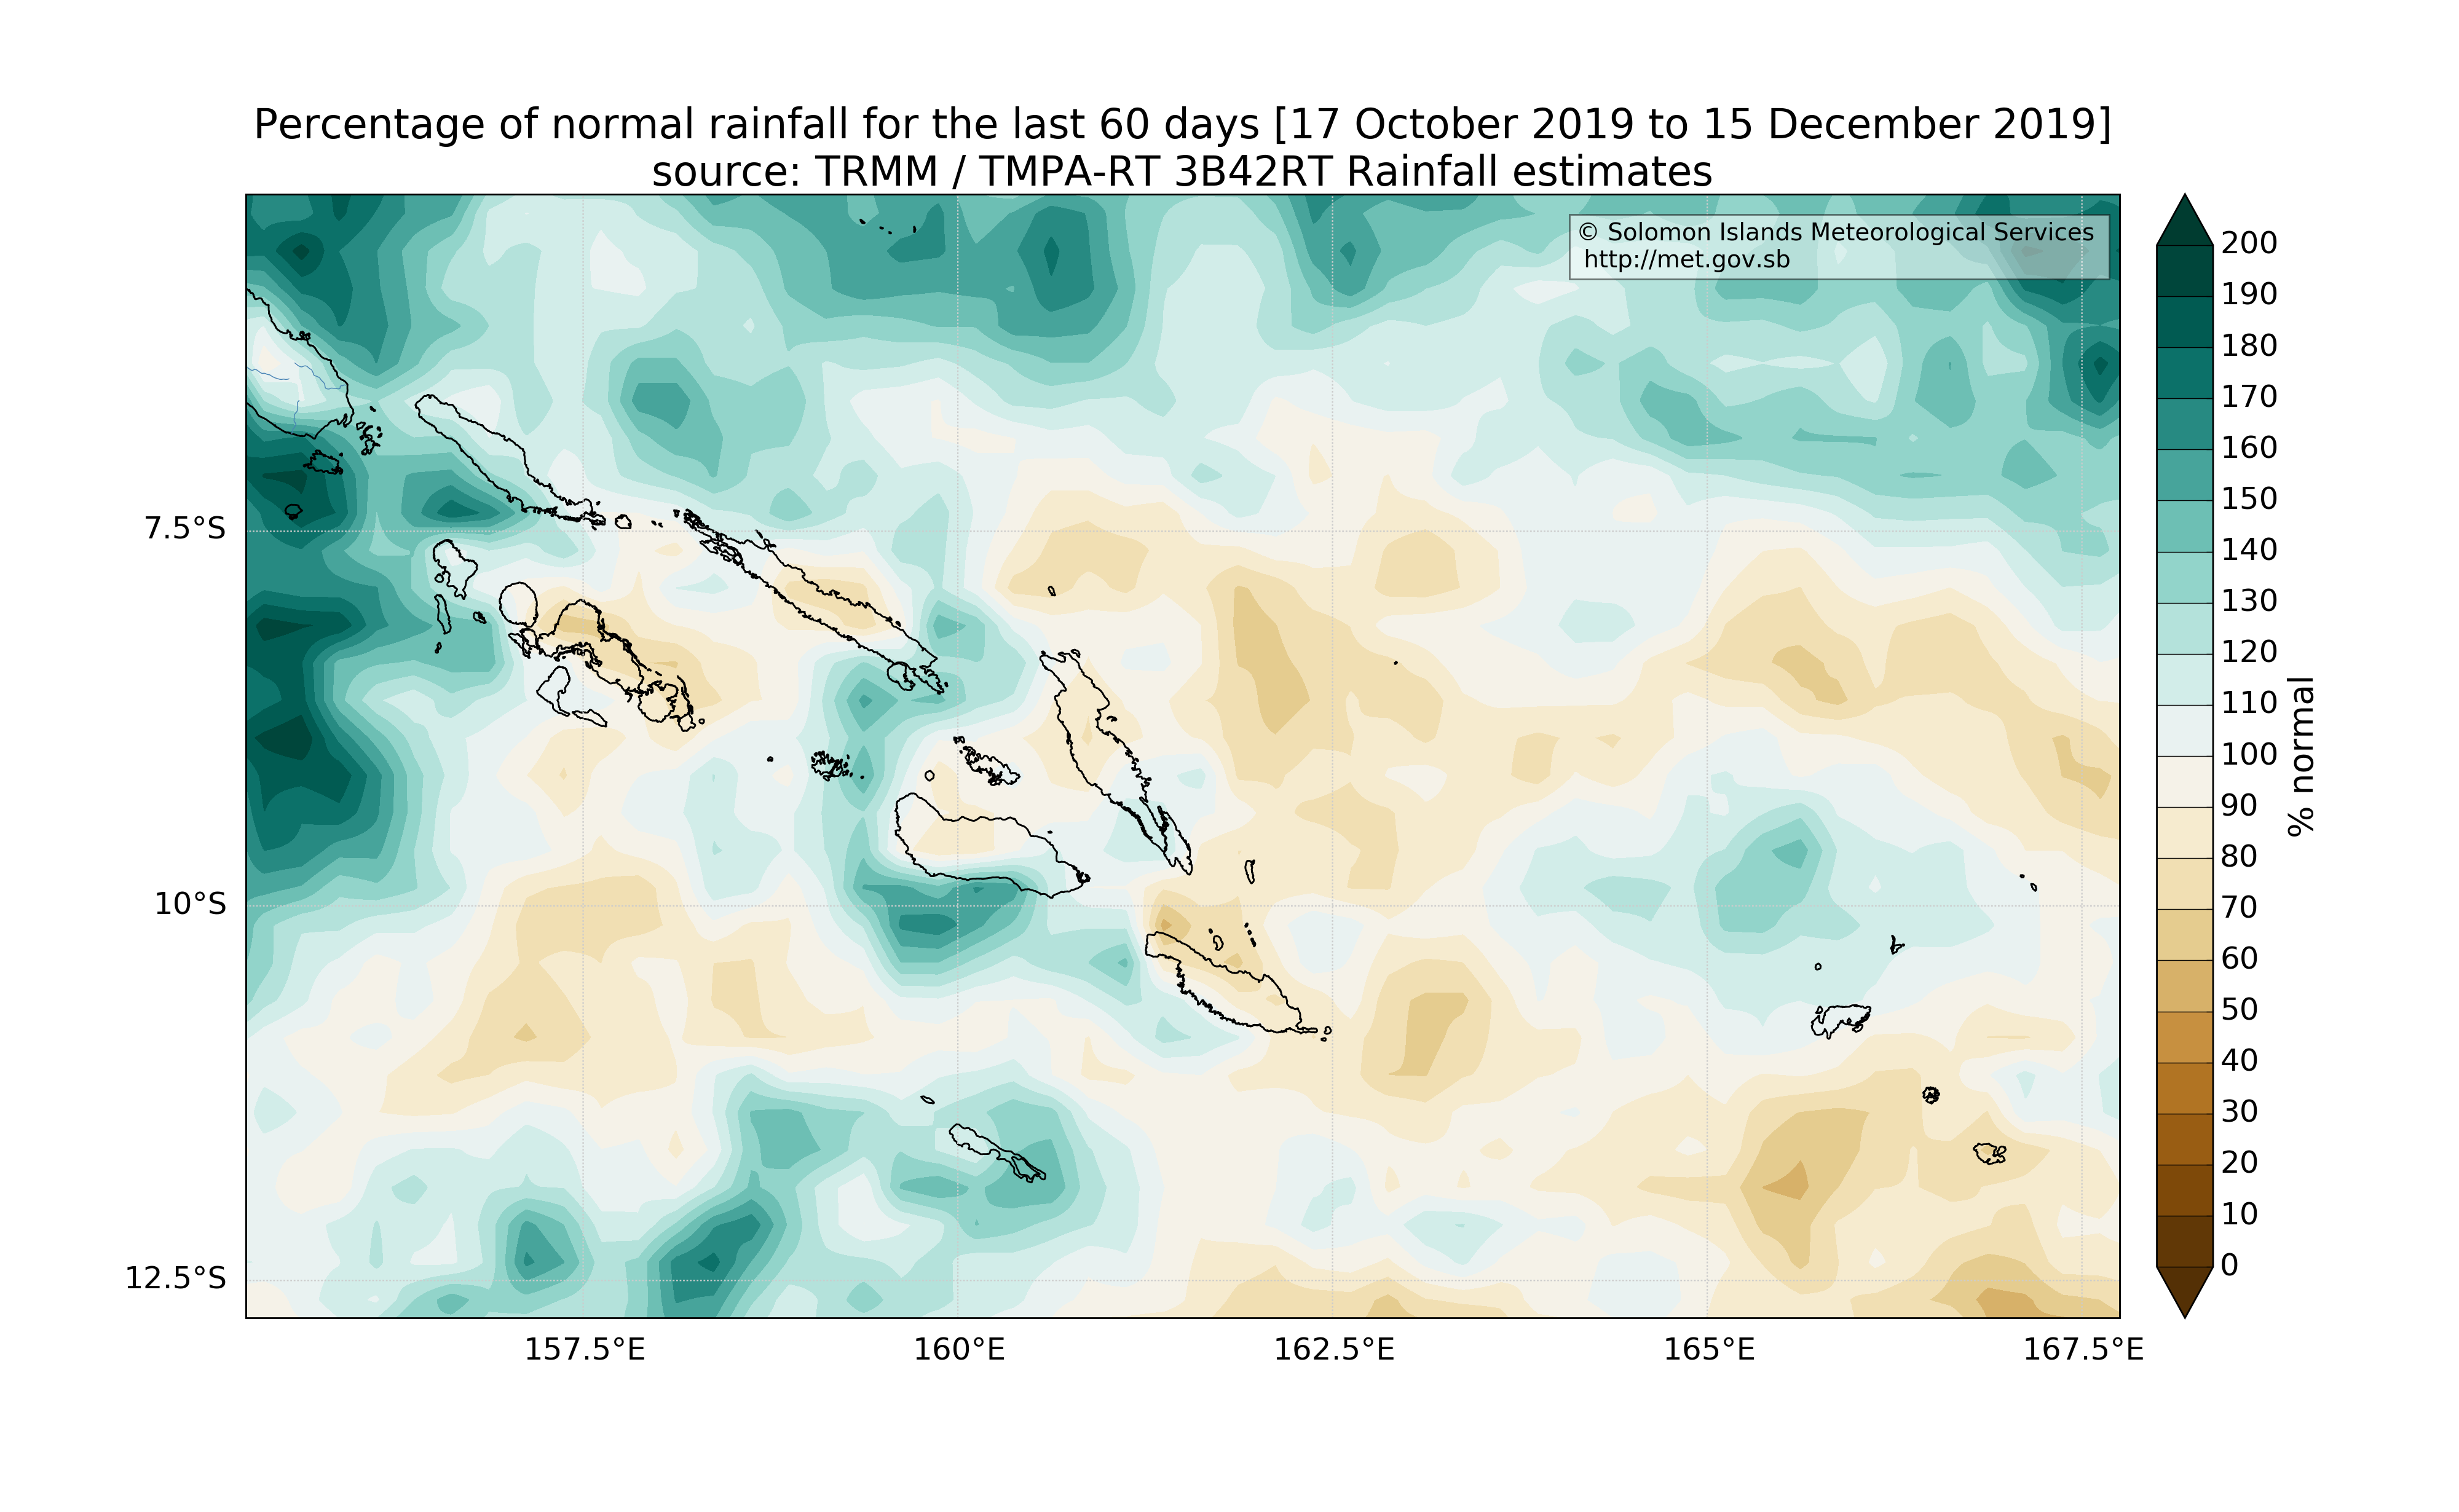 Percentage of normal rainfall for the last 60 days [17 October 2019 to 15 December 2019]
source: TRMM / TMPA-RT 3B42RT Rainfall estimates
© Solomon Islands Meteorological Services
http://met.gov.sb
7.5°S
10°S
12.5°S
157.5°E
160°E
162.5°E
165°E
167.5°E
200
190
180
170
160
150
140
130
120
110
100
90
80
70
60
50
40
30
20
10
0
% normal